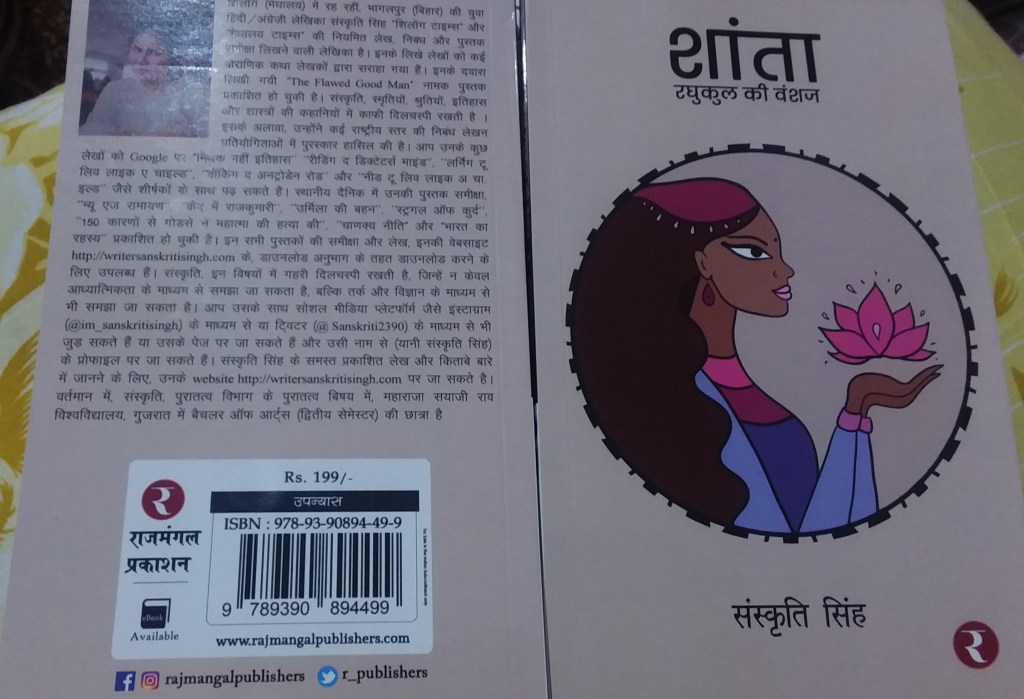 शिलोंग (मेघालय) में रह रहीं, भागलपुर (बिहार) की युवा
हिंदी/अंग्रेजी लेखिका संस्कृति सिंह "शिलोंग टाइम्स" और
"मेघालय टाइम्स" की नियमित लेख, निबंध और पुस्तक
समीक्षा लिखने वाली लेखिका है। इनके लिखे लेखों को कई
पौराणिक कथा लेखकों द्वारा सराहा गया हैं। इनके दवारा
लिखी गयी "The Flawed Good Man" नामक पुस्तक
प्रकाशित हो चुकी है। संस्कृति, स्मृतियों, श्रुतियों, इतिहास
और शास्त्रों की कहानियों में काफी दिलचस्पी रखती है ।
इसके अलावा, उन्होंने कई राष्ट्रीय स्तर की निबंध लेखन
प्रतियोगिताओं में पुरस्कार हासिल की है। आप उनके कुछ
लेखों को Google पर "मिथक नहीं इतिहास" "रीडिंग द डिक्टेटर्स माइंड", "लर्निंग टू
लिव लाइक ए चाइल्ड", "वॉकिंग द अनट्रोडेन रोड" और "नीड टू लिव लाइक अ चा.
इल्ड" जैसे शीर्षकों के साथ पढ़ सकते हैं। स्थानीय दैनिक में उनकी पुस्तक समीक्षा,
"न्यू एज रामायण", "कैद में राजकुमारी", "उर्मिला की बहन", "स्ट्रगल ऑफ कुर्द",
"150 कारणों से गोडसे ने महात्मा की हत्या की", "चाणक्य नीति" और "भारत का
रहस्य" प्रकाशित हो चुकी है। इन सभी पुस्तकों की समीक्षा और लेख, इनकी वेबसाइट
http://writersanskritisingh.com के, डाउनलोड अनुभाग के तहत डाउनलोड करने के
लिए उपलब्ध हैं। संस्कृति, इन विषयों में गहरी दिलचस्पी रखती है, जिन्हें न केवल
आध्यात्मिकता के माध्यम से समझा जा सकता है, बल्कि तर्क और विज्ञान के माध्यम से
भी समझा जा सकता है। आप उसके साथ सोशल मीडिया प्लेटफॉर्म जैसे इंस्टाग्राम
(@im_sanskritisingh) के माध्यम से या ट्विटर (@ Sanskriti2390) के माध्यम से भी
जुड़ सकते हैं या उसके पेज पर जा सकते हैं और उसी नाम से (यानी संस्कृति सिंह)
के प्रोफाइल पर जा सकते हैं। संस्कृति सिंह के समस्त प्रकाशित लेख और किताबे बारे
में जानने के लिए, उनके website http://writersanskritisingh.com पर जा सकते है।
वर्तमान में, संस्कृति, पुरातत्व विभाग के पुरातत्व बिषय में, महाराजा सयाजी राव
विश्वविद्यालय, गुजरात में बैचलर ऑफ आर्ट्स (द्वितीय सेमेस्टर) की छात्रा है
Rs. 199/-
उपन्यास
ISBN : 978-93-90894-49-9
9 789390 894499
र
राजमंगल
प्रकाशन
eBook
Available
www.rajmangalpublishers.com
rajmangalpublishers r_publishers
शांता
रघुकुल की वंशज
संस्कृति सिंह
र